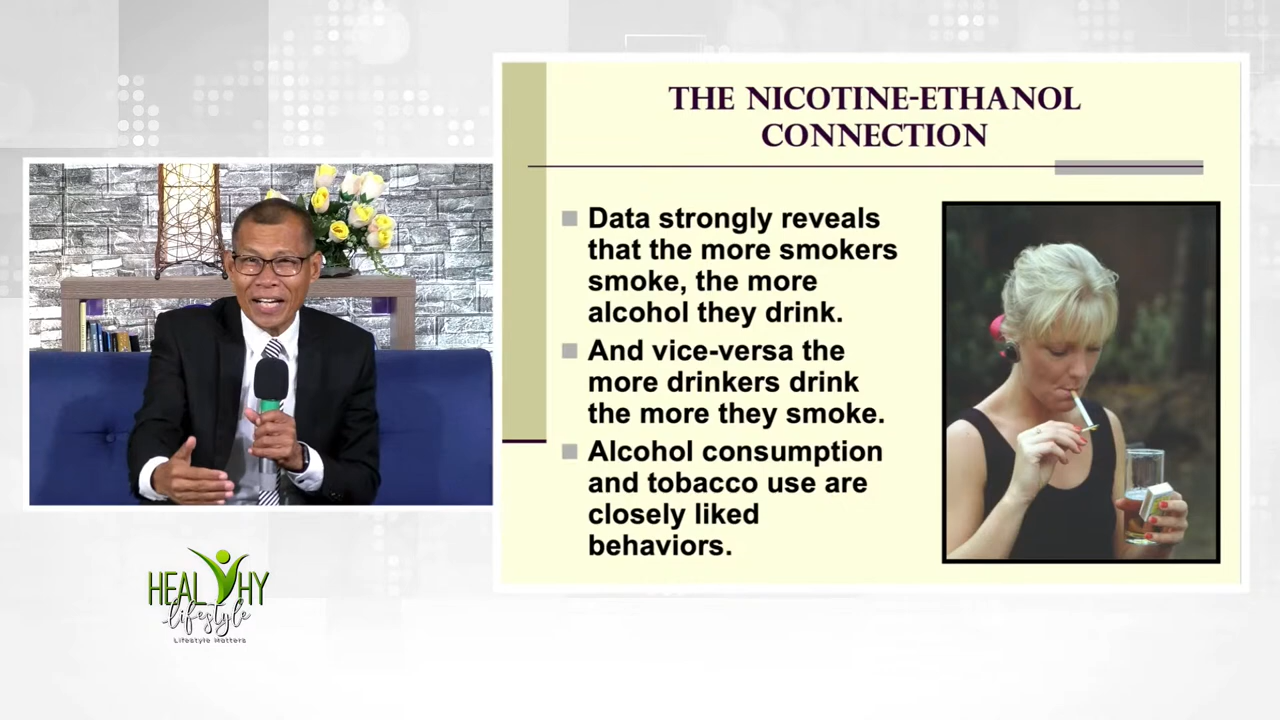 THE NICOTINE-ETHANOL
CONNECTION
Data strongly reveals
that the more smokers
smoke, the more
alcohol they drink.
And vice-versa the
more drinkers drink
the more they smoke.
Alcohol consumption
and tobacco use are
closely liked
behaviors.
HEALTHY
lifestyle
Lifestyle Matters